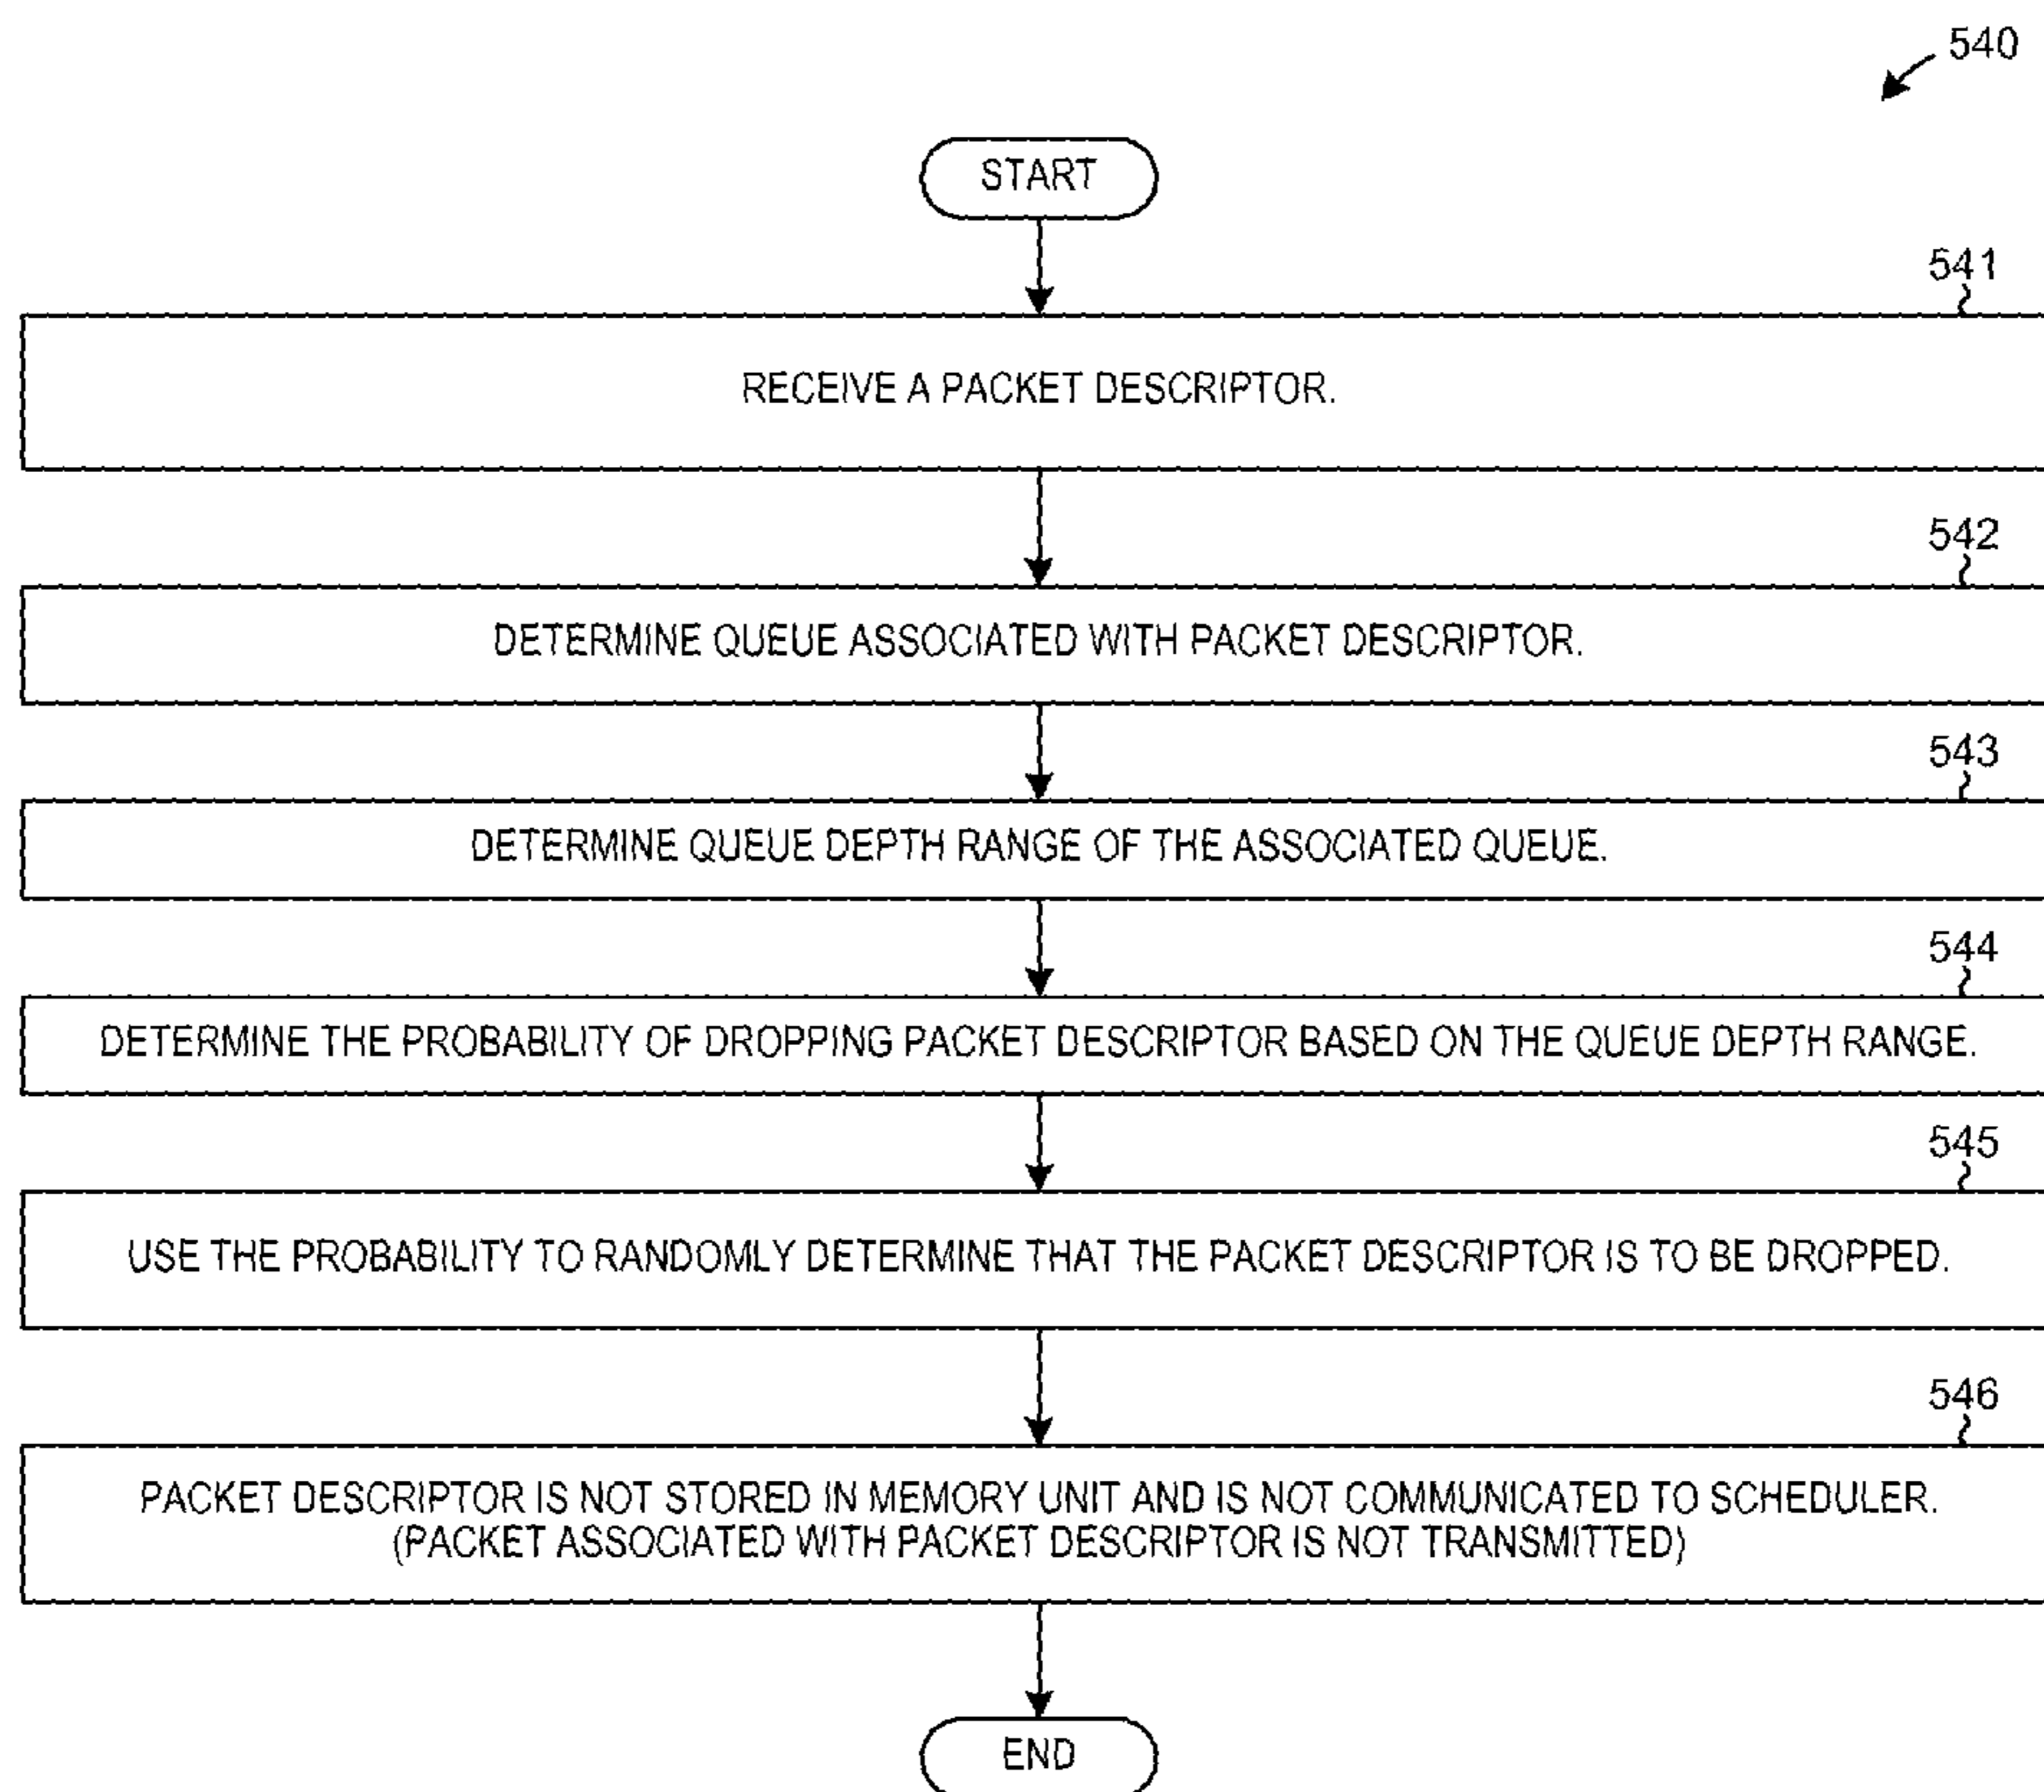 540
START
541
RECEIVE A PACKET DESCRIPTOR.
542
DETERMINE QUEUE ASSOCIATED WITH PACKET DESCRIPTOR.
543
DETERMINE QUEUE DEPTH RANGE OF THE ASSOCIATED QUEUE.
544
DETERMINE THE PROBABILITY OF DROPPING PACKET DESCRIPTOR BASED ON THE QUEUE DEPTH RANGE.
545
USE THE PROBABILITY TO RANDOMLY DETERMINE THAT THE PACKET DESCRIPTOR IS TO BE DROPPED.
546
PACKET DESCRIPTOR IS NOT STORED IN MEMORY UNIT AND IS NOT COMMUNICATED TO SCHEDULER.
(PACKET ASSOCIATED WITH PACKET DESCRIPTOR IS NOT TRANSMITTED)
END